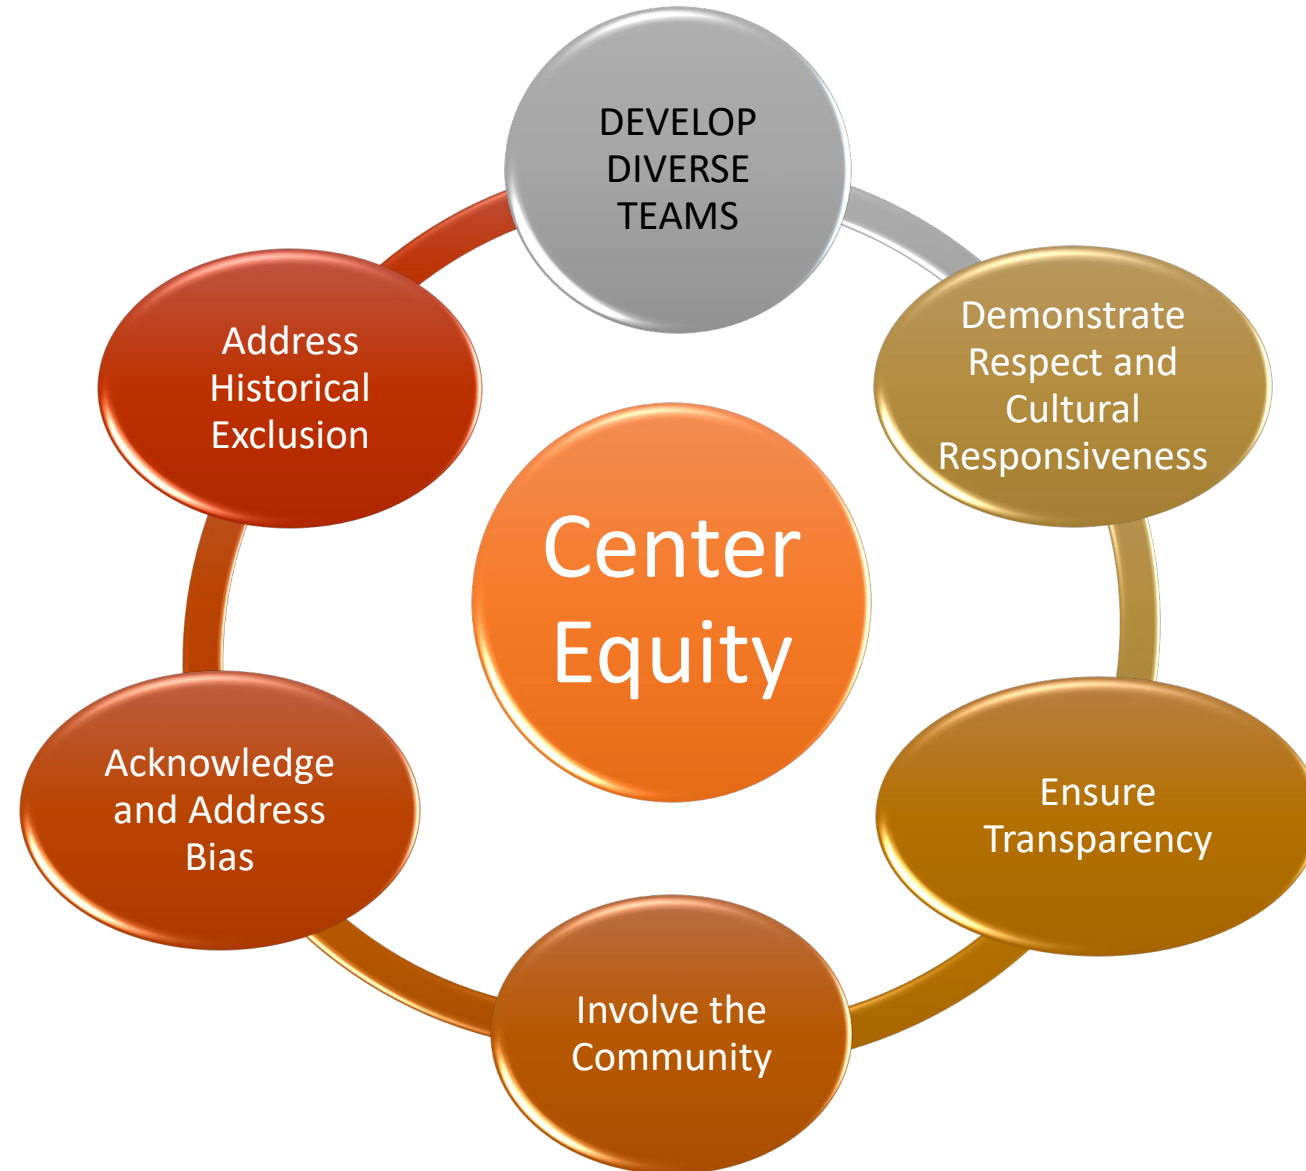 DEVELOP
DIVERSE
TEAMS
Demonstrate
Respect and
Cultural
Responsiveness
Ensure
Transparency
Involve the
Community
Acknowledge
and Address
Bias
Address
Historical
Exclusion
Center
Equity